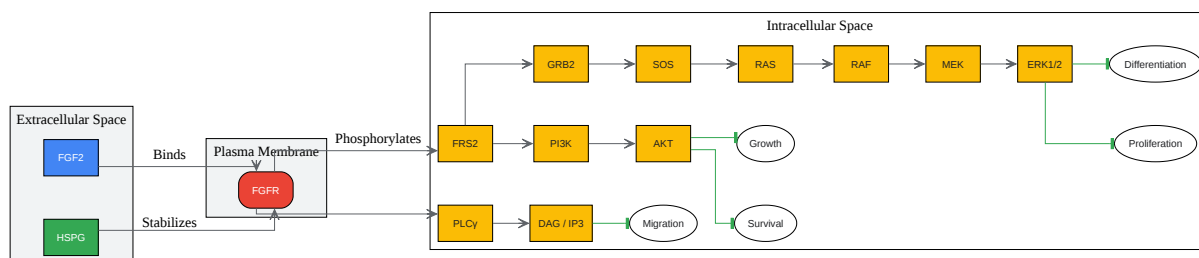 Intracellular Space
GRB2
SOS
RAS
RAF
MEK
ERK1/2
Differentiation
Extracellular Space
Plasma Membrane
Phosphorylates
FGF2
Binds
FGFR
FRS2
PI3K
AKT
Growth
Proliferation
HSPG
Stabilizes
PLCγ
DAG / IP3
Migration
Survival